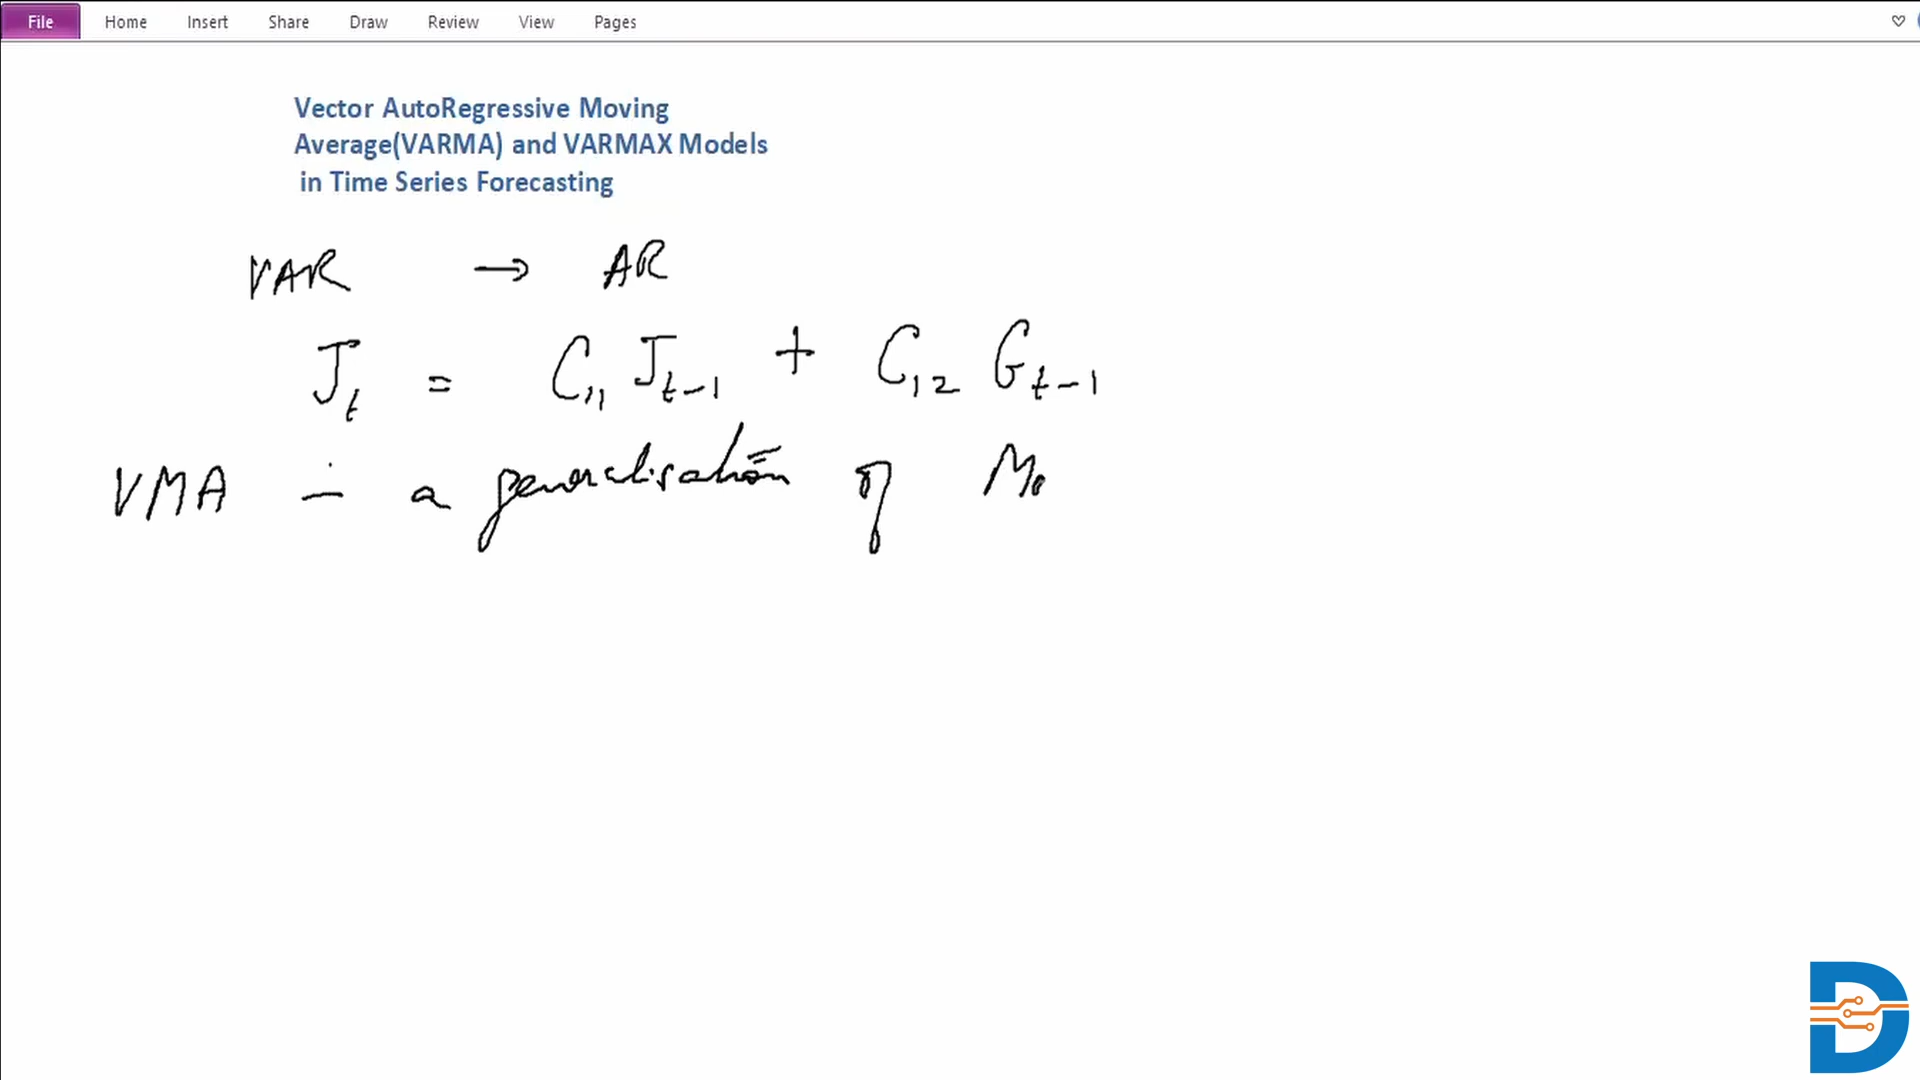 File Home Insert Share Draw Review View Pages
Vector AutoRegressive Moving
Average(VARMA) and VARMAX Models
in Time Series Forecasting
VAR → AR
J_t = C_11 J_t-1 + C_12 G_t-1
VMA - a generalisation of Mo